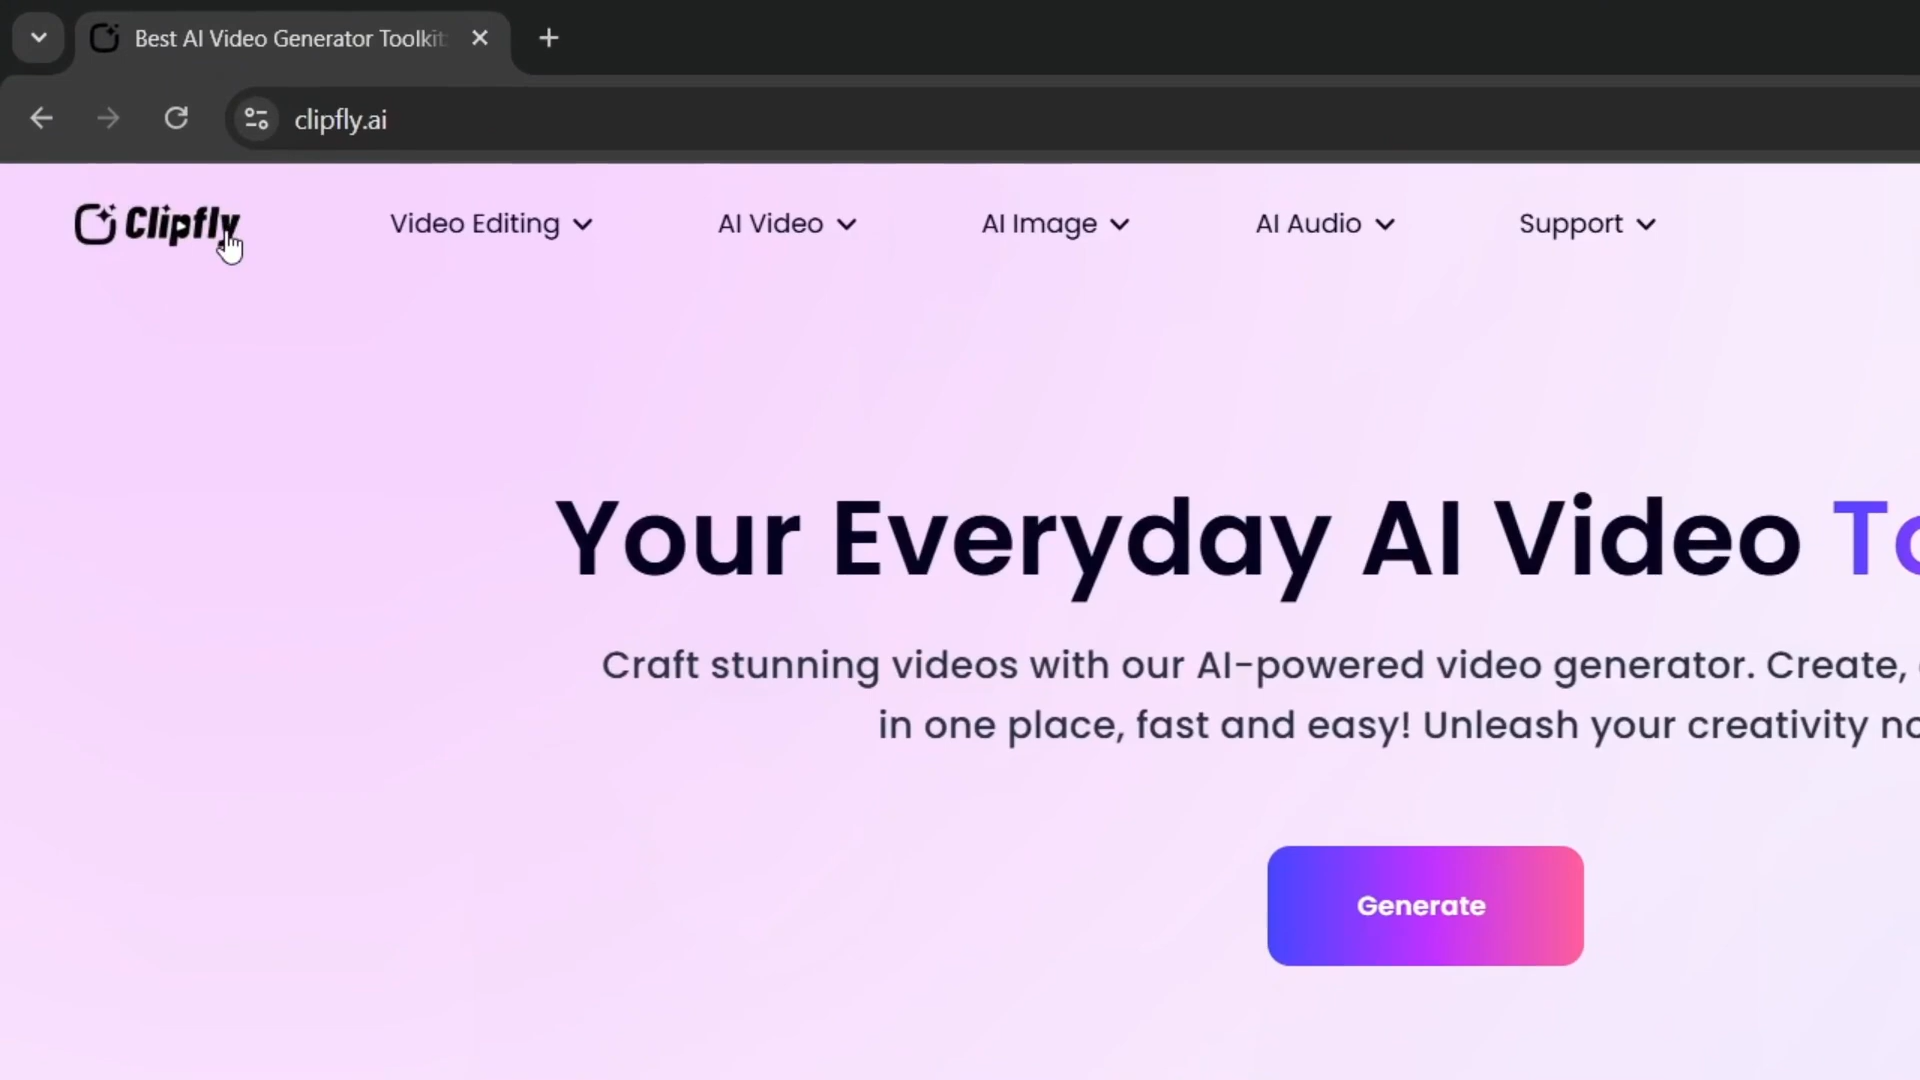 Best AI Video Generator Toolkit
clipfly.ai
Clipfly
Video Editing
AI Video
AI Image
AI Audio
Support
Your Everyday AI Video To
Craft stunning videos with our AI-powered video generator. Create,
in one place, fast and easy! Unleash your creativity no
Generate